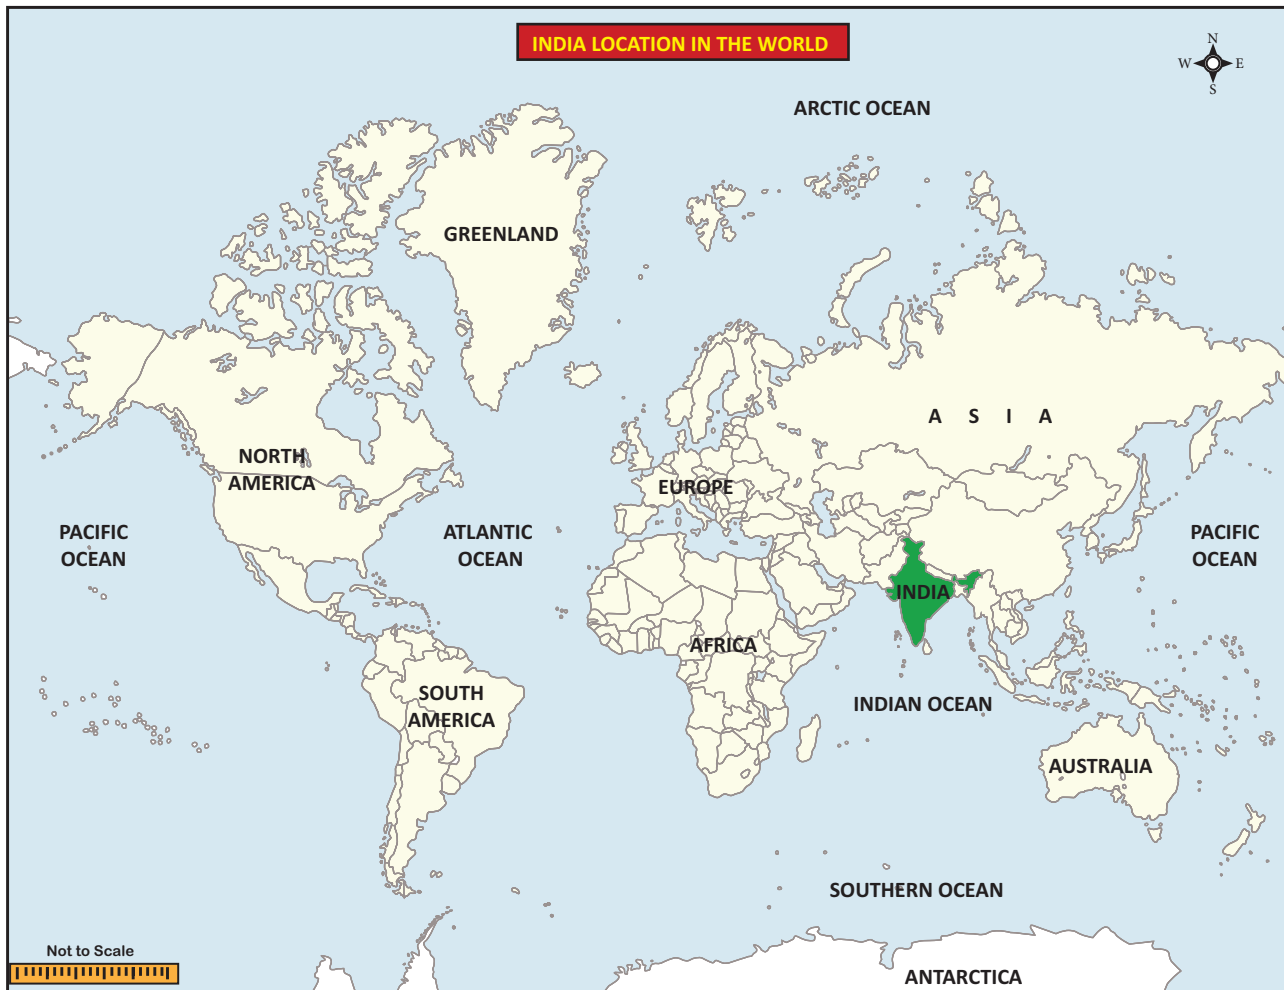 INDIA LOCATION IN THE WORLD
N
W E
S
ARCTIC OCEAN
GREENLAND
A S I A
NORTH
AMERICA
EUROPE
PACIFIC
OCEAN
ATLANTIC
OCEAN
PACIFIC
OCEAN
INDIA
AFRICA
SOUTH
AMERICA
INDIAN OCEAN
AUSTRALIA
SOUTHERN OCEAN
Not to Scale
ANTARCTICA